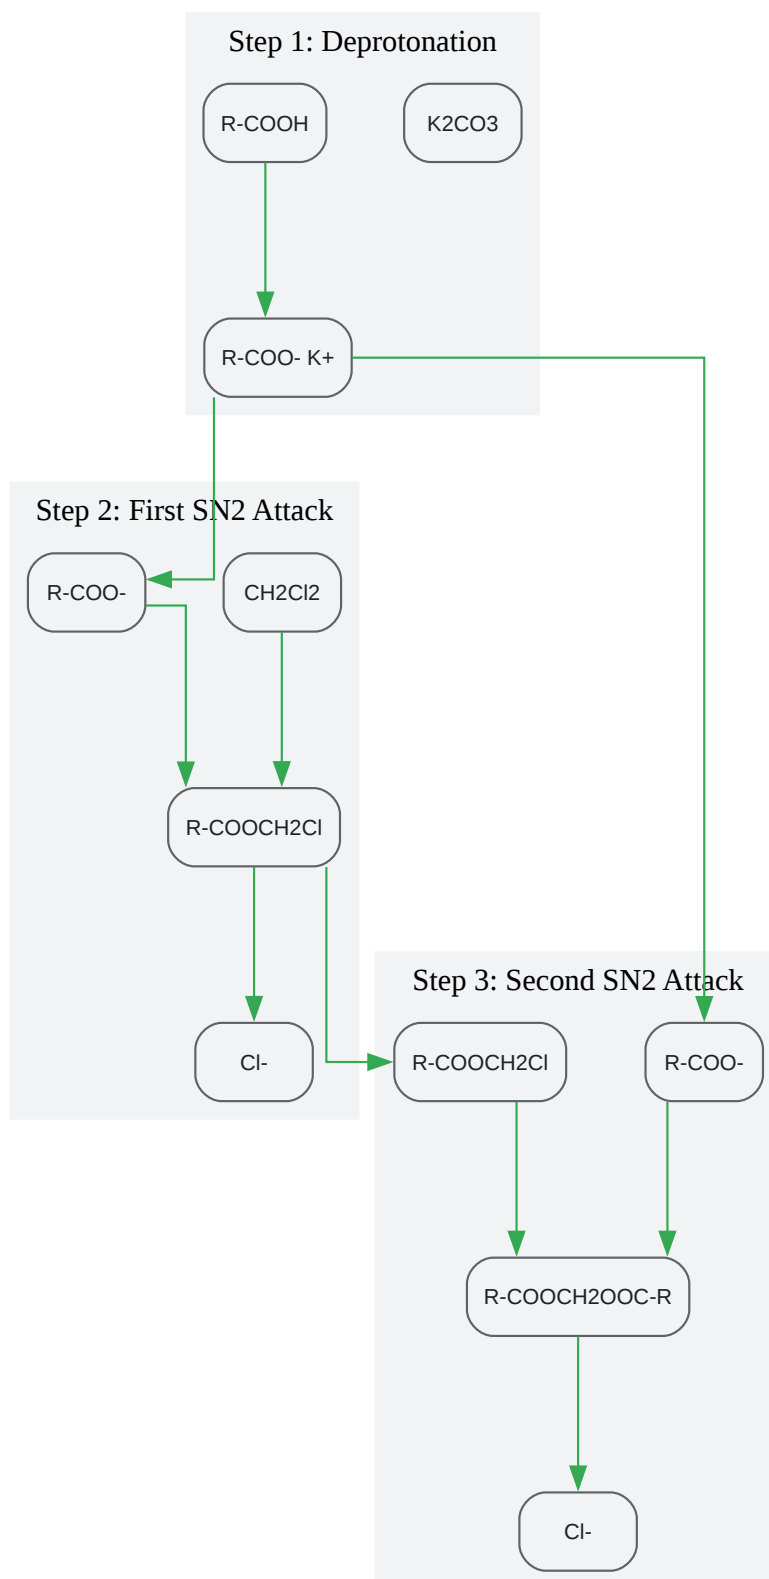 Step 1: Deprotonation
R-COOH
K2CO3
R-COO- K+
Step 2: First SN2 Attack
R-COO-
CH2Cl2
R-COOCH2Cl
Cl-
Step 3: Second SN2 Attack
R-COOCH2Cl
R-COO-
R-COOCH2OOC-R
Cl-